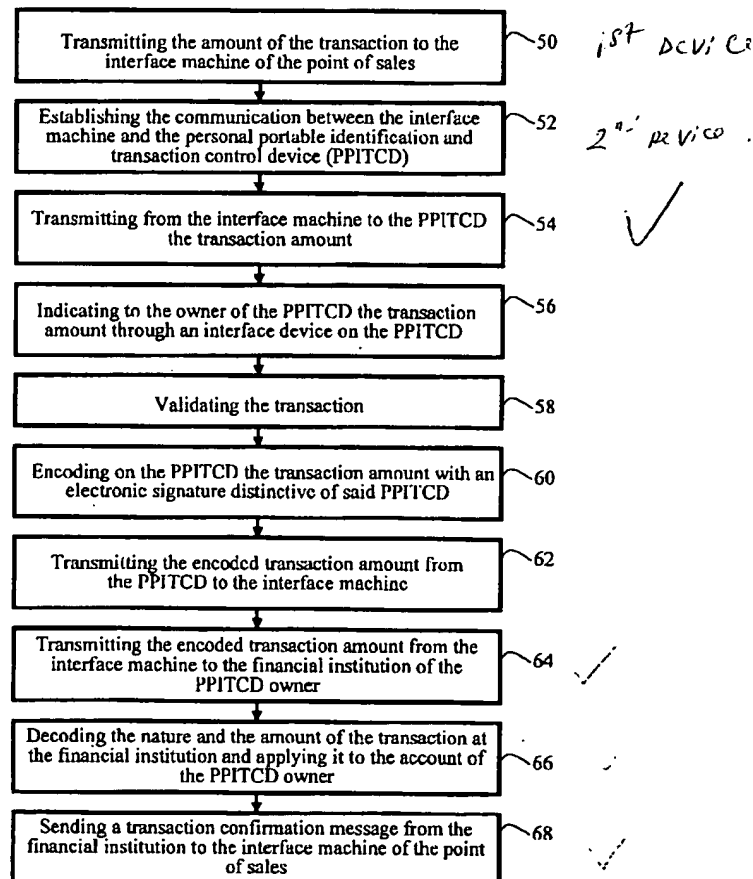 Transmitting the amount of the transaction to the
interface machine of the point of sales
50
1st Device
Establishing the communication between the interface
machine and the personal portable identification and
transaction control device (PPITCD)
52
2nd Device.
Transmitting from the interface machine to the PPITCD
the transaction amount
54
Indicating to the owner of the PPITCD the transaction
amount through an interface device on the PPITCD
56
Validating the transaction
58
Encoding on the PPITCD the transaction amount with an
electronic signature distinctive of said PPITCD
60
Transmitting the encoded transaction amount from
the PPITCD to the interface machine
62
Transmitting the encoded transaction amount from the
interface machine to the financial institution of the
PPITCD owner
64
Decoding the nature and the amount of the transaction at
the financial institution and applying it to the account of
the PPITCD owner
66
Sending a transaction confirmation message from the
financial institution to the interface machine of the point
of sales
68